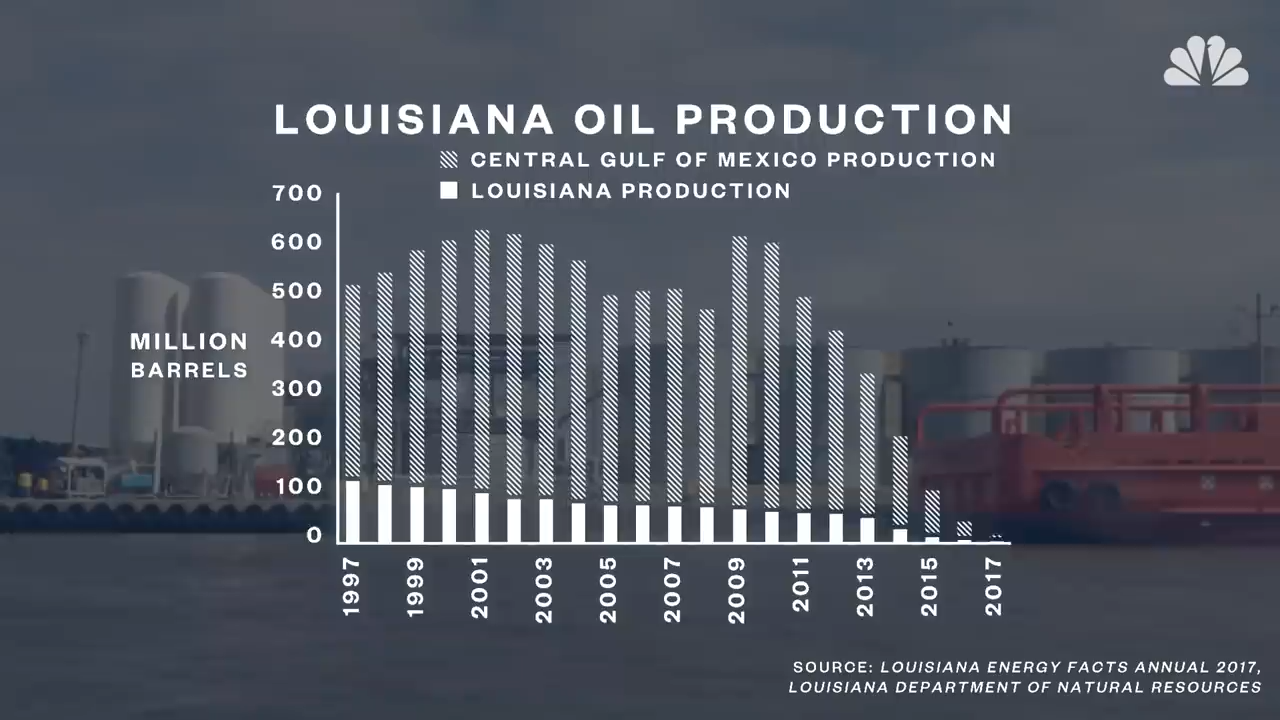 LOUISIANA OIL PRODUCTION
CENTRAL GULF OF MEXICO PRODUCTION
LOUISIANA PRODUCTION
700
600
500
400
300
200
100
0
MILLION
BARRELS
1997
1999
2001
2003
2005
2007
2009
2011
2013
2015
2017
SOURCE: LOUISIANA ENERGY FACTS ANNUAL 2017,
LOUISIANA DEPARTMENT OF NATURAL RESOURCES